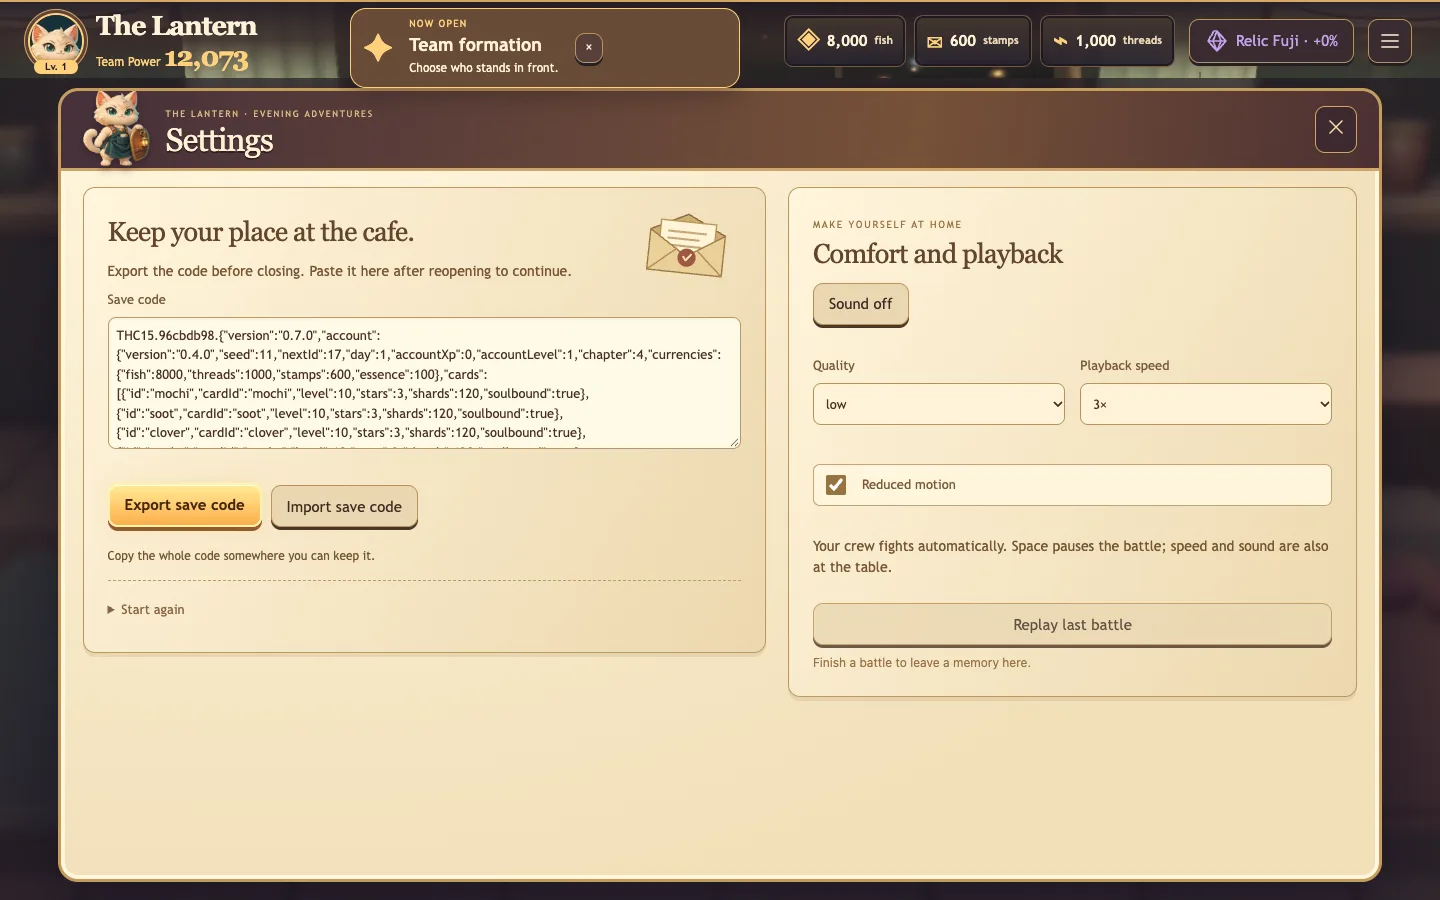 The Lantern
Team Power 12,073
Lv. 1
NOW OPEN
Team formation
Choose who stands in front.
×
8,000 fish
600 stamps
1,000 threads
Relic Fuji · +0%
THE LANTERN · EVENING ADVENTURES
Settings
Keep your place at the cafe.
Export the code before closing. Paste it here after reopening to continue.
Save code
THC15.96cbdb98.{"version":"0.7.0","account":
{"version":"0.4.0","seed":11,"nextId":17,"day":1,"accountXp":0,"accountLevel":1,"chapter":4,"currencies":
{"fish":8000,"threads":1000,"stamps":600,"essence":100},"cards":
[{"id":"mochi","cardId":"mochi","level":10,"stars":3,"shards":120,"soulbound":true},
{"id":"soot","cardId":"soot","level":10,"stars":3,"shards":120,"soulbound":true},
{"id":"clover","cardId":"clover","level":10,"stars":3,"shards":120,"soulbound":true},
Export save code
Import save code
Copy the whole code somewhere you can keep it.
Start again
MAKE YOURSELF AT HOME
Comfort and playback
Sound off
Quality
Playback speed
low
3×
Reduced motion
Your crew fights automatically. Space pauses the battle; speed and sound are also
at the table.
Replay last battle
Finish a battle to leave a memory here.